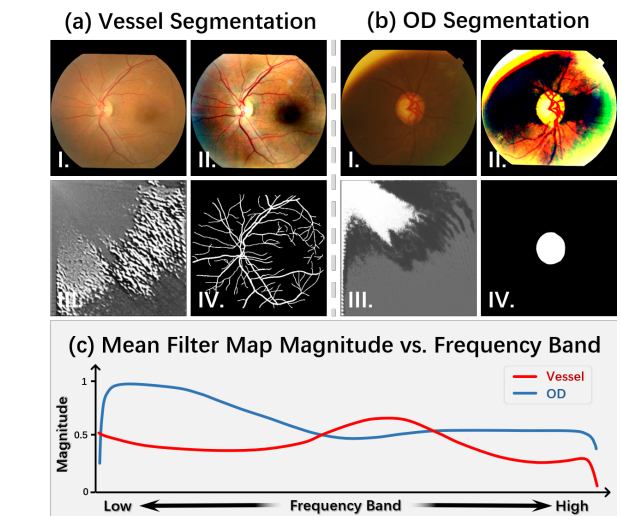 (a) Vessel Segmentation
(b) OD Segmentation
I.
II.
I.
II.
III.
IV.
III.
IV.
(c) Mean Filter Map Magnitude vs. Frequency Band
Vessel
OD
Magnitude
1
0.5
0
Low
Frequency Band
High